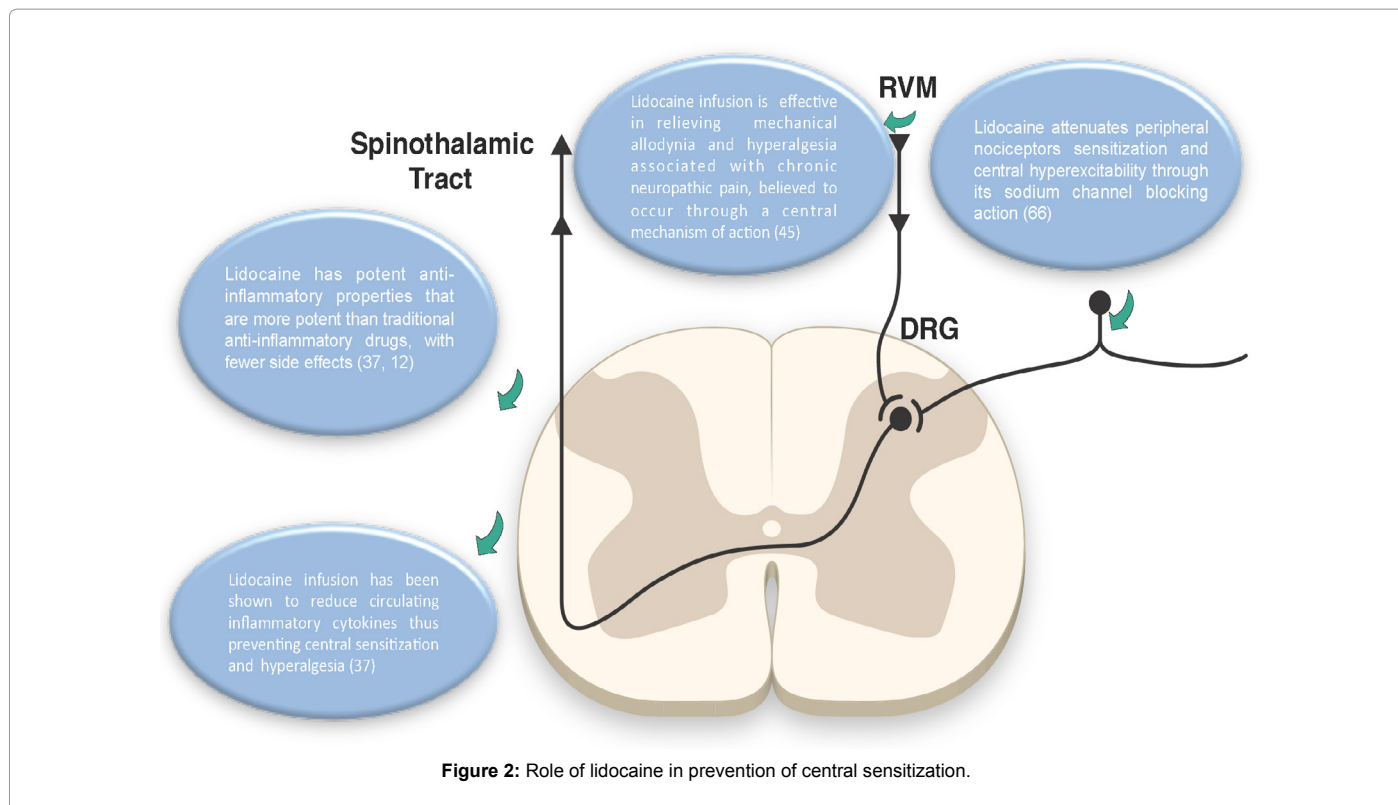 Spinothalamic
Tract
Lidocaine infusion is effective
in relieving mechanical
allodynia and hyperalgesia
associated with chronic
neuropathic pain, believed to
occur through a central
mechanism of action (45)
RVM
Lidocaine attenuates peripheral
nociceptors sensitization and
central hyperexcitability through
its sodium channel blocking
action (66)
Lidocaine has potent anti-
inflammatory properties that
are more potent than traditional
anti-inflammatory drugs, with
fewer side effects (37, 12)
DRG
Lidocaine infusion has been
shown to reduce circulating
inflammatory cytokines thus
preventing central sensitization
and hyperalgesia (37)
Figure 2: Role of lidocaine in prevention of central sensitization.